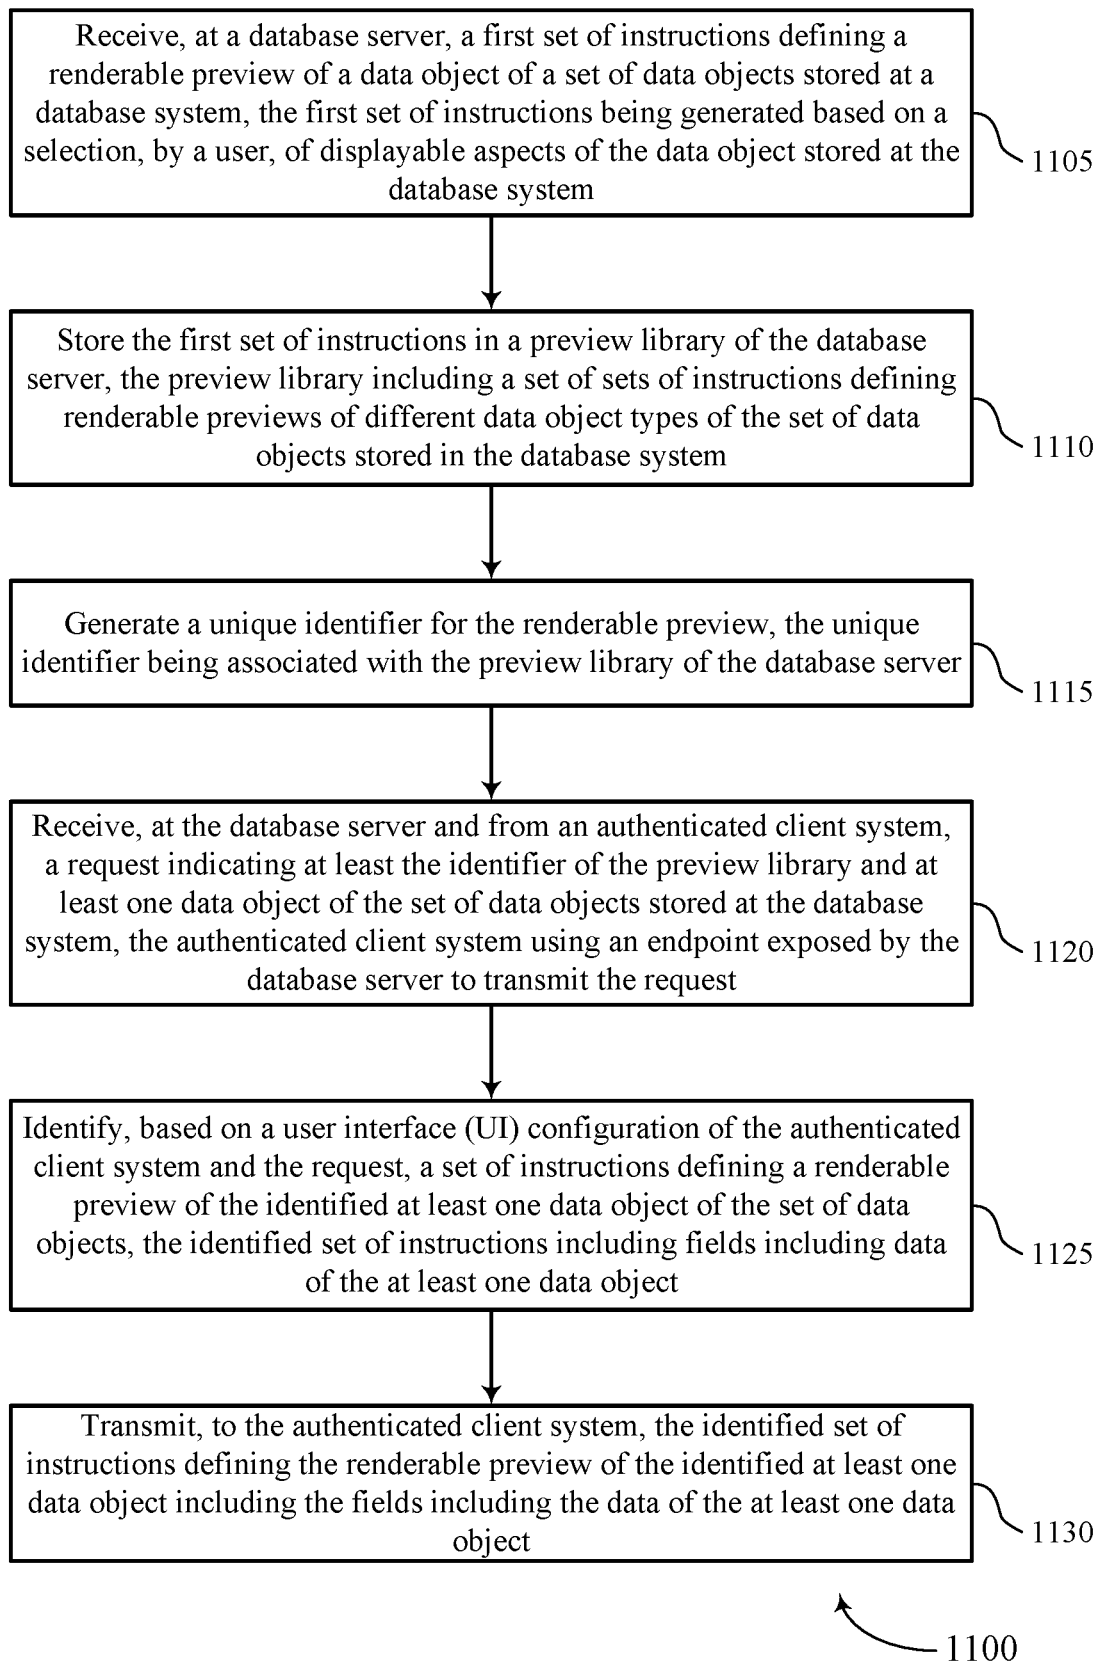 Receive, at a database server, a first set of instructions defining a
renderable preview of a data object of a set of data objects stored at a
database system, the first set of instructions being generated based on a
selection, by a user, of displayable aspects of the data object stored at the
database system
1105
Store the first set of instructions in a preview library of the database
server, the preview library including a set of sets of instructions defining
renderable previews of different data object types of the set of data
objects stored in the database system
1110
Generate a unique identifier for the renderable preview, the unique
identifier being associated with the preview library of the database server
1115
Receive, at the database server and from an authenticated client system,
a request indicating at least the identifier of the preview library and at
least one data object of the set of data objects stored at the database
system, the authenticated client system using an endpoint exposed by the
database server to transmit the request
1120
Identify, based on a user interface (UI) configuration of the authenticated
client system and the request, a set of instructions defining a renderable
preview of the identified at least one data object of the set of data
objects, the identified set of instructions including fields including data
of the at least one data object
1125
Transmit, to the authenticated client system, the identified set of
instructions defining the renderable preview of the identified at least one
data object including the fields including the data of the at least one data
object
1130
1100